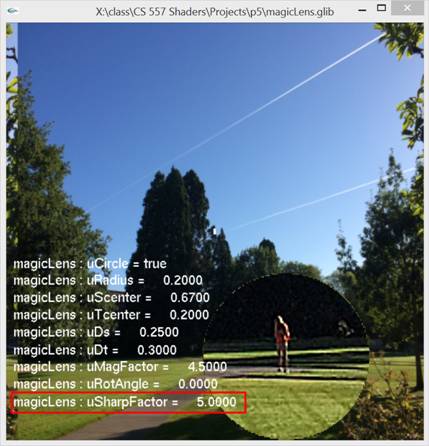 X:\class\CS 557 Shaders\Projects\p5\magicLens.glib
magicLens : uCircle = true
magicLens : uRadius = 0.2000
magicLens : uScenter = 0.6700
magicLens : uTcenter = 0.2000
magicLens : uDs = 0.2500
magicLens : uDt = 0.3000
magicLens : uMagFactor = 4.5000
magicLens : uRotAngle = 0.0000
magicLens : uSharpFactor = 5.0000